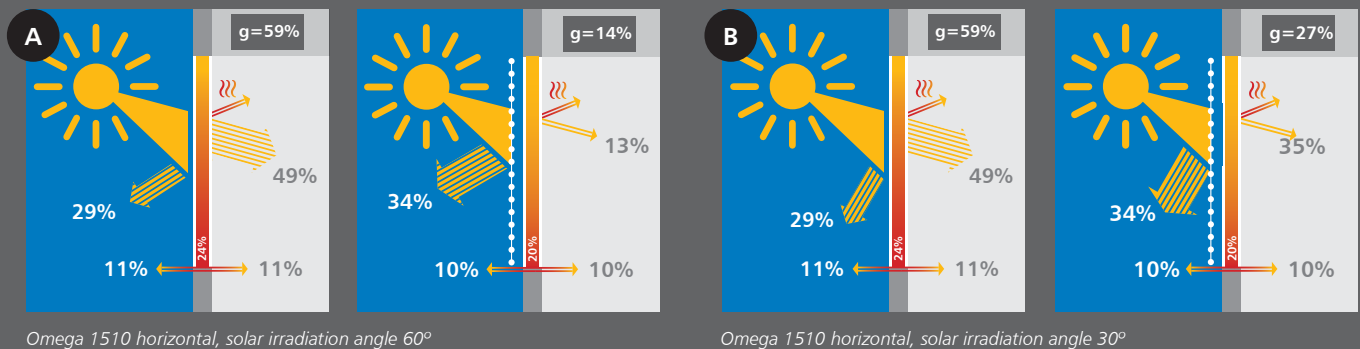 A
g=59%
49%
29%
24%
11%
11%
g=14%
13%
34%
20%
10%
10%
Omega 1510 horizontal, solar irradiation angle 60º
B
g=59%
49%
29%
24%
11%
11%
g=27%
35%
34%
20%
10%
10%
Omega 1510 horizontal, solar irradiation angle 30º